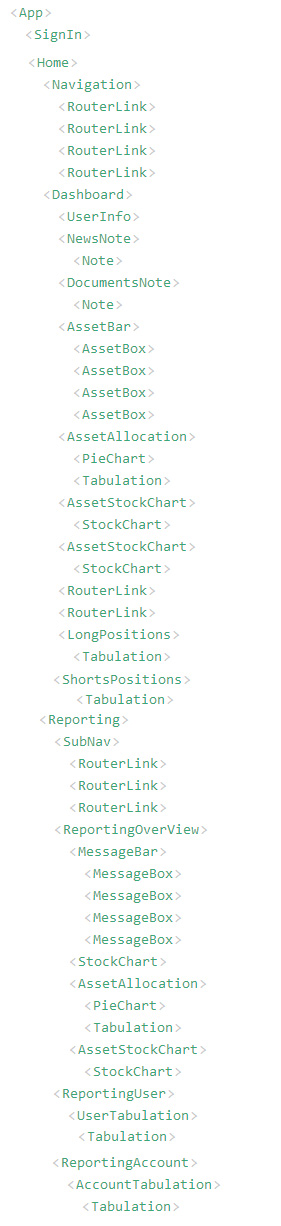 <App>
<SignIn>
<Home>
<Navigation>
<RouterLink>
<RouterLink>
<RouterLink>
<RouterLink>
<Dashboard>
<UserInfo>
<NewsNote>
<Note>
<DocumentsNote>
<Note>
<AssetBar>
<AssetBox>
<AssetBox>
<AssetBox>
<AssetBox>
<AssetAllocation>
<PieChart>
<Tabulation>
<AssetStockChart>
<StockChart>
<AssetStockChart>
<StockChart>
<RouterLink>
<RouterLink>
<LongPositions>
<Tabulation>
<ShortsPositions>
<Tabulation>
<Reporting>
<SubNav>
<RouterLink>
<RouterLink>
<RouterLink>
<ReportingOverView>
<MessageBar>
<MessageBox>
<MessageBox>
<MessageBox>
<MessageBox>
<StockChart>
<AssetAllocation>
<PieChart>
<Tabulation>
<AssetStockChart>
<StockChart>
<ReportingUser>
<UserTabulation>
<Tabulation>
<ReportingAccount>
<AccountTabulation>
<Tabulation>